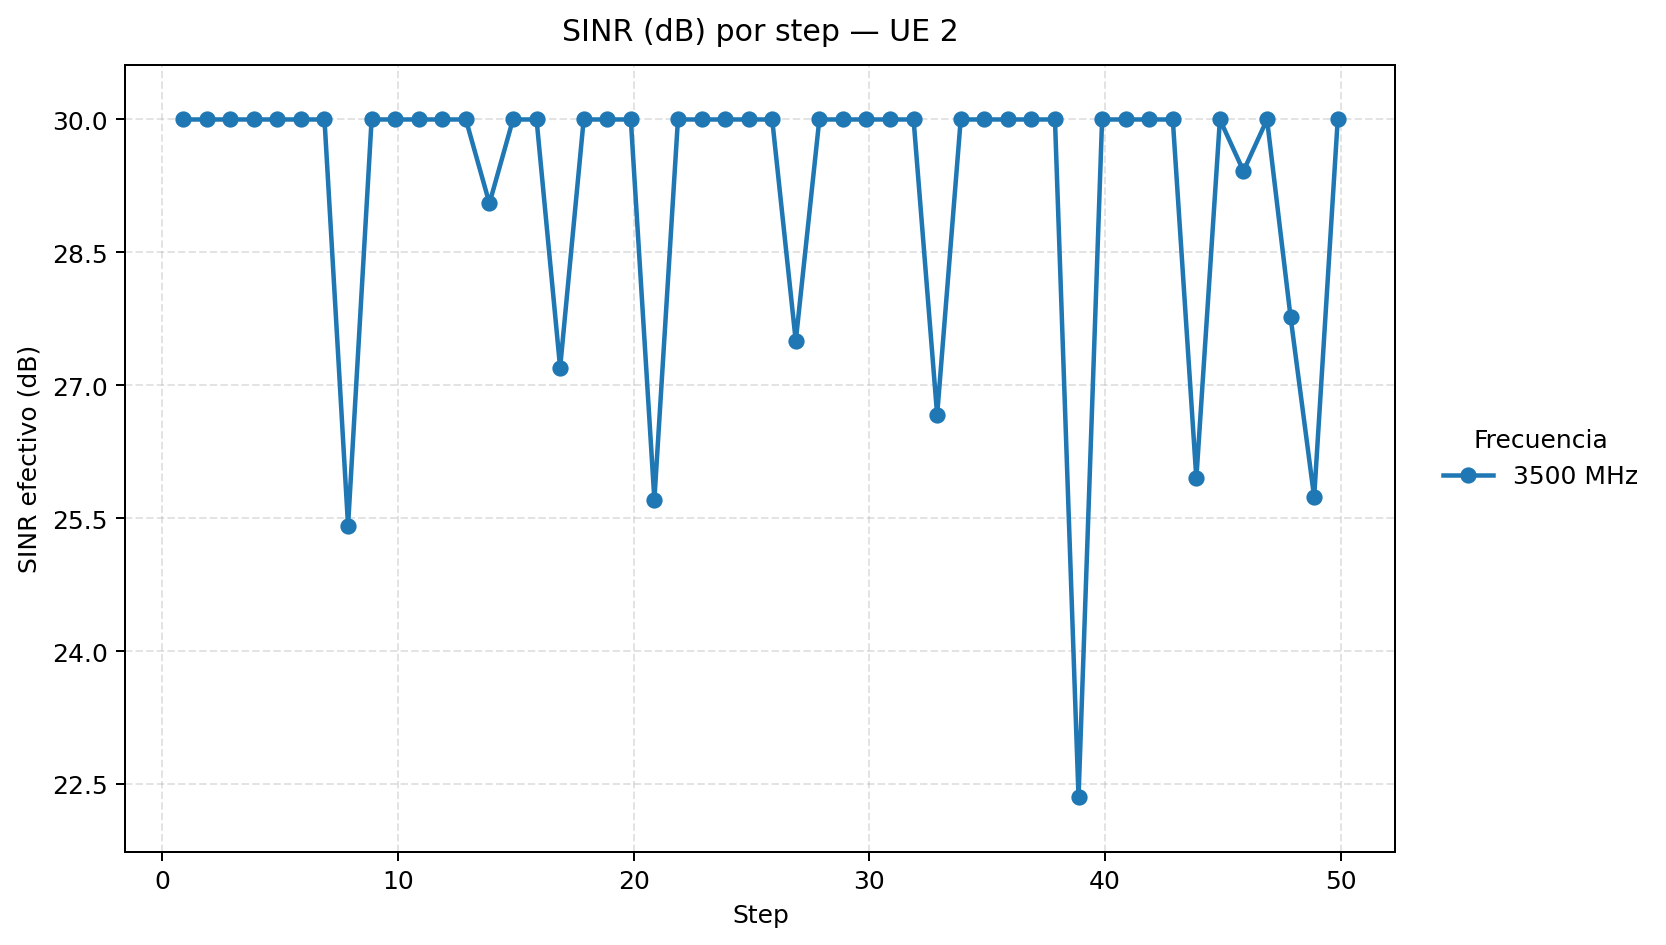 SINR (dB) por step — UE 2
SINR efectivo (dB)
30.0
28.5
27.0
25.5
24.0
22.5
0 10 20 30 40 50
Step
Frecuencia
3500 MHz